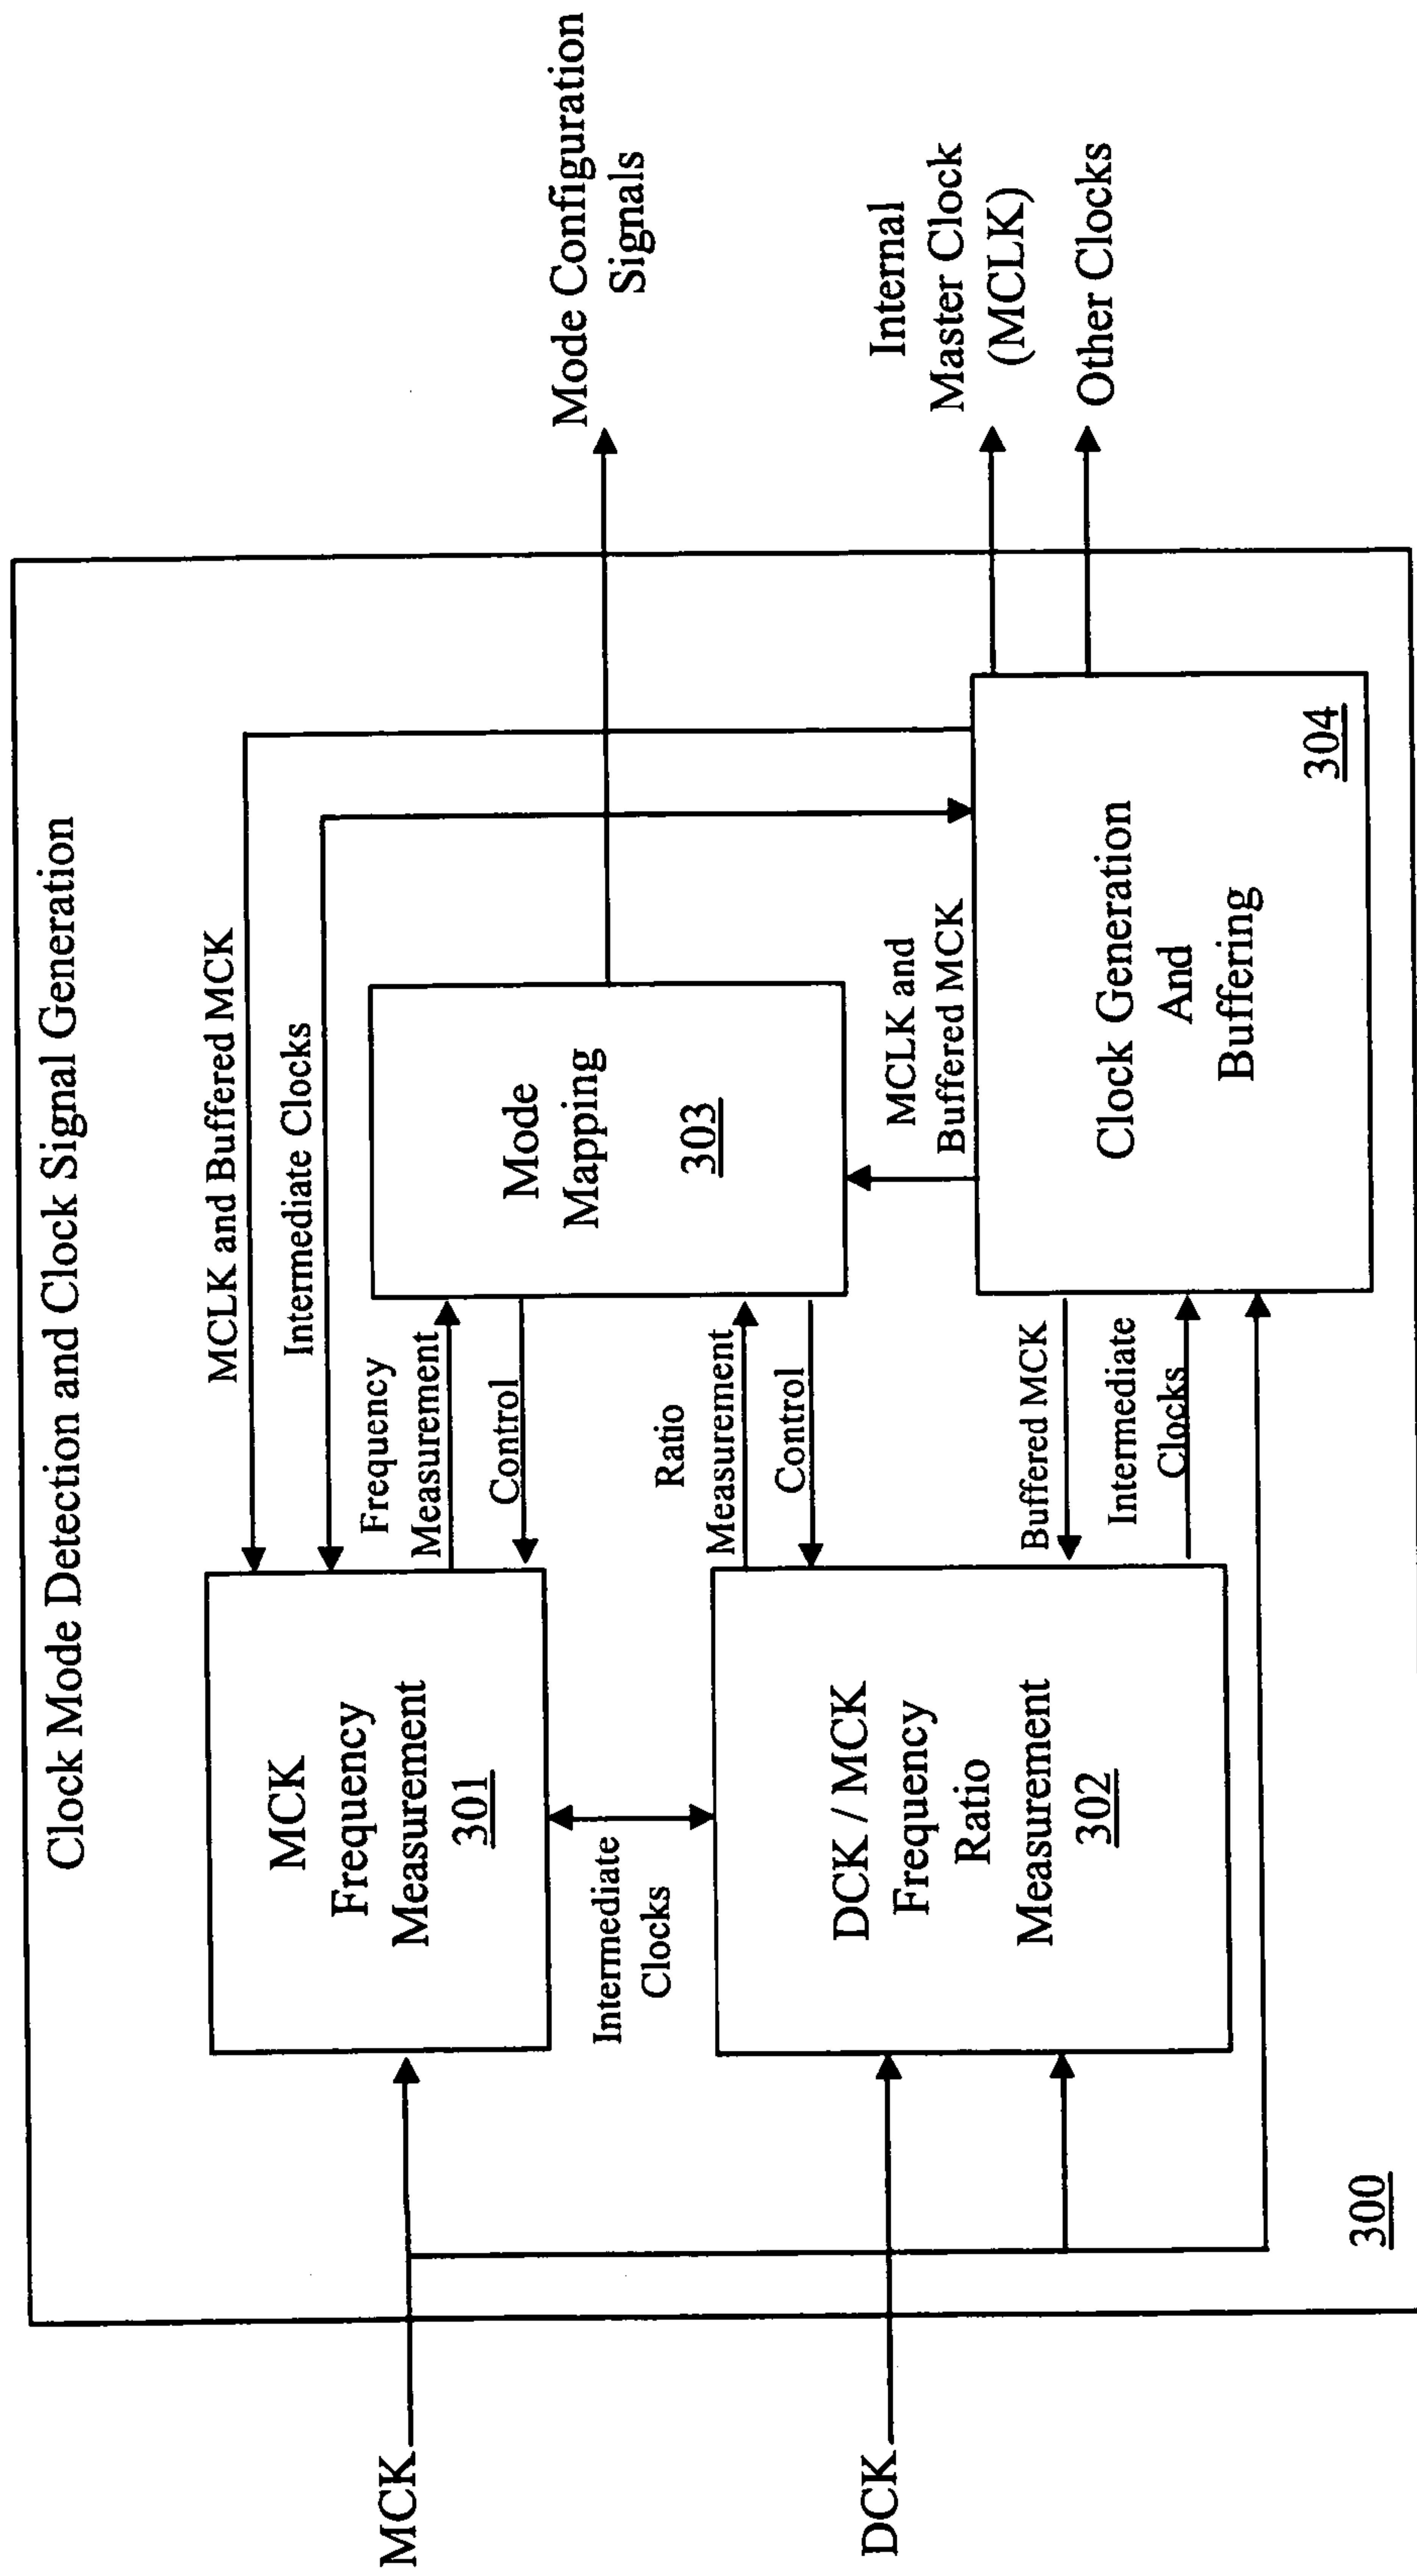 Clock Mode Detection and Clock Signal Generation
MCLK and Buffered MCK
Intermediate Clocks
MCK
MCK
Frequency
Measurement
301
Frequency
Measurement
Control
Mode
Mapping
303
Mode Configuration
Signals
Intermediate
Clocks
Ratio
Measurement
Control
MCLK and
Buffered MCK
DCK
DCK / MCK
Frequency
Ratio
Measurement
302
Buffered MCK
Intermediate
Clocks
Clock Generation
And
Buffering
304
Internal
Master Clock
(MCLK)
Other Clocks
300